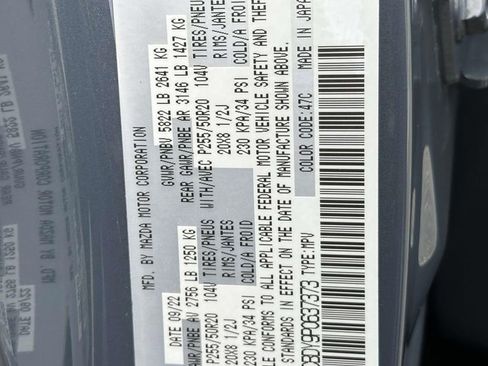 MFD. BY MAZDA MOTOR CORPORATION
DATE 09/22 GVWR/PNBV 5822 LB 2641 KG
GAWR/PNBE AV 2756 LB 1250 KG REAR GAWR/PNBE AR 3146 LB 1427 KG
P255/50R20 104V TIRES/PNEUS WITH/AVEC P255/50R20 104V TIRES/PNEUS
20X8 1/2J RIMS/JANTES 20X8 1/2J RIMS/JANTES
230 KPA/34 PSI COLD/A FROID 230 KPA/34 PSI COLD/A FROID
CONFORMS TO ALL APPLICABLE FEDERAL MOTOR VEHICLE SAFETY AND
STANDARDS IN EFFECT ON THE DATE OF MANUFACTURE SHOWN ABOVE.
DY9P0637373 TYPE: MPV COLOR CODE: 47C MADE IN JAPAN